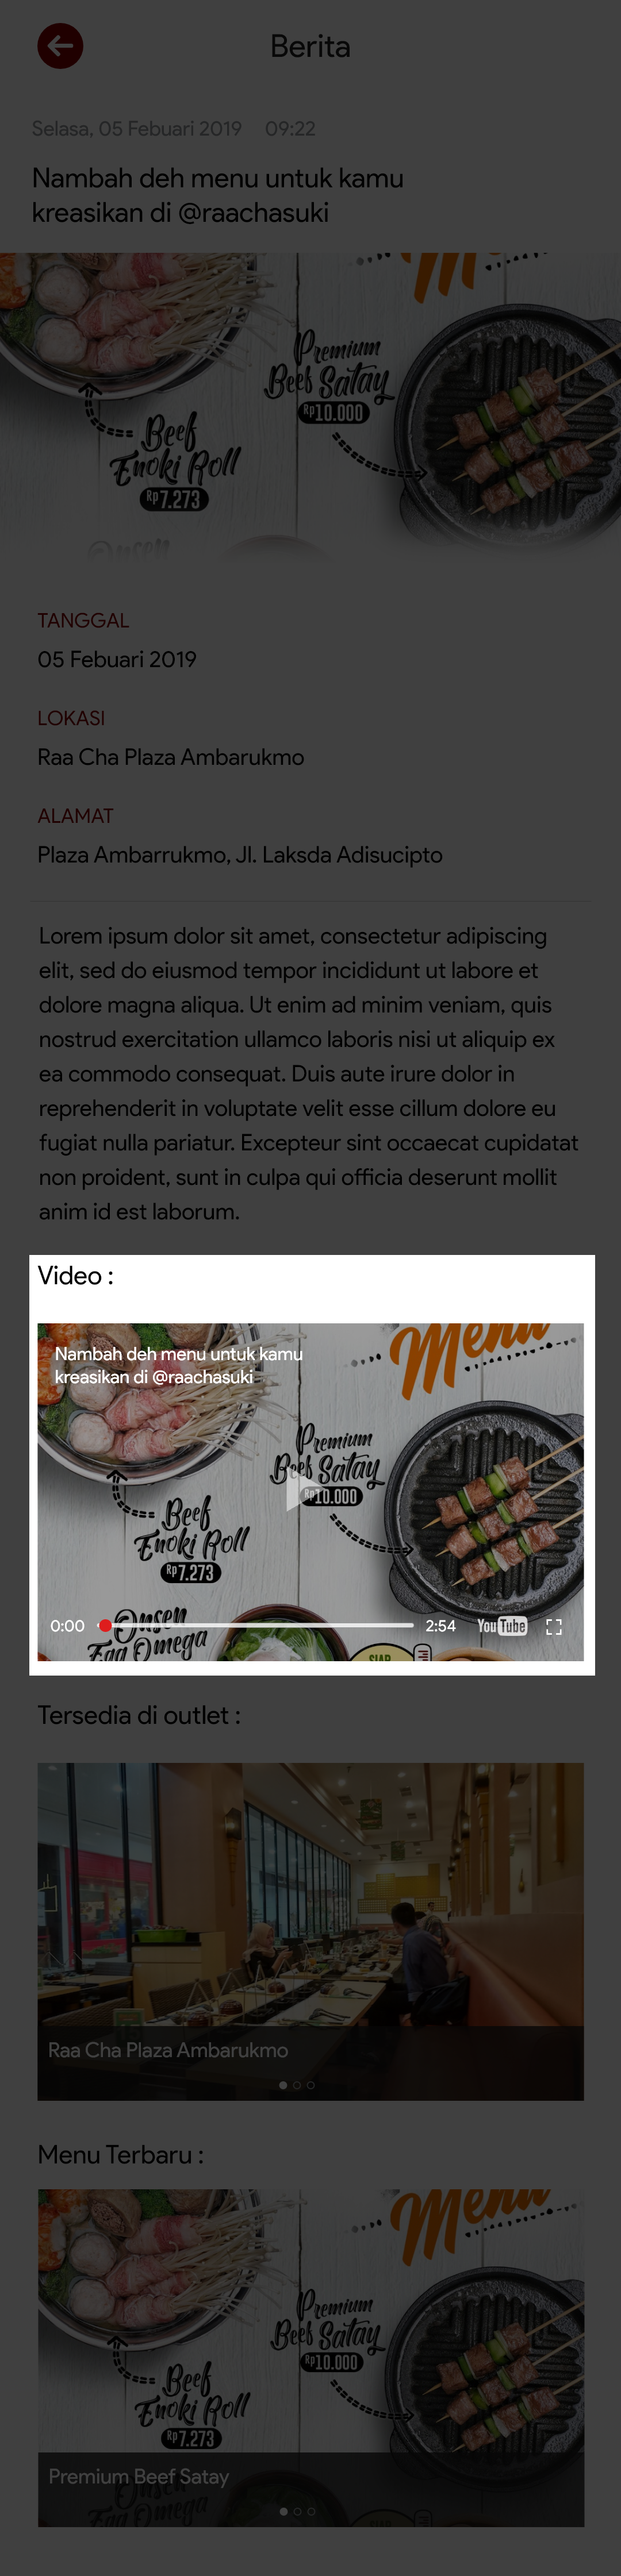 Berita
Selasa, 05 Febuari 2019 09:22
Nambah deh menu untuk kamu
kreasikan di @raachasuki
Premium
Beef Satay
Rp10.000
Beef
Enoki Roll
Rp7.273
Onsen
TANGGAL
05 Febuari 2019
LOKASI
Raa Cha Plaza Ambarukmo
ALAMAT
Plaza Ambarrukmo, Jl. Laksda Adisucipto
Lorem ipsum dolor sit amet, consectetur adipiscing
elit, sed do eiusmod tempor incididunt ut labore et
dolore magna aliqua. Ut enim ad minim veniam, quis
nostrud exercitation ullamco laboris nisi ut aliquip ex
ea commodo consequat. Duis aute irure dolor in
reprehenderit in voluptate velit esse cillum dolore eu
fugiat nulla pariatur. Excepteur sint occaecat cupidatat
non proident, sunt in culpa qui officia deserunt mollit
anim id est laborum.
Video :
Menu
Nambah deh menu untuk kamu
kreasikan di @raachasuki
Premium
Beef Satay
Rp10.000
Beef
Enoki Roll
Rp7.273
Onsen
Egg Omega
SIAP
0:00 2:54 YouTube
Tersedia di outlet :
Raa Cha Plaza Ambarukmo
Menu Terbaru :
Menu
Premium
Beef Satay
Rp10.000
Beef
Enoki Roll
Rp7.273
Premium Beef Satay
Onsen
Egg Omega